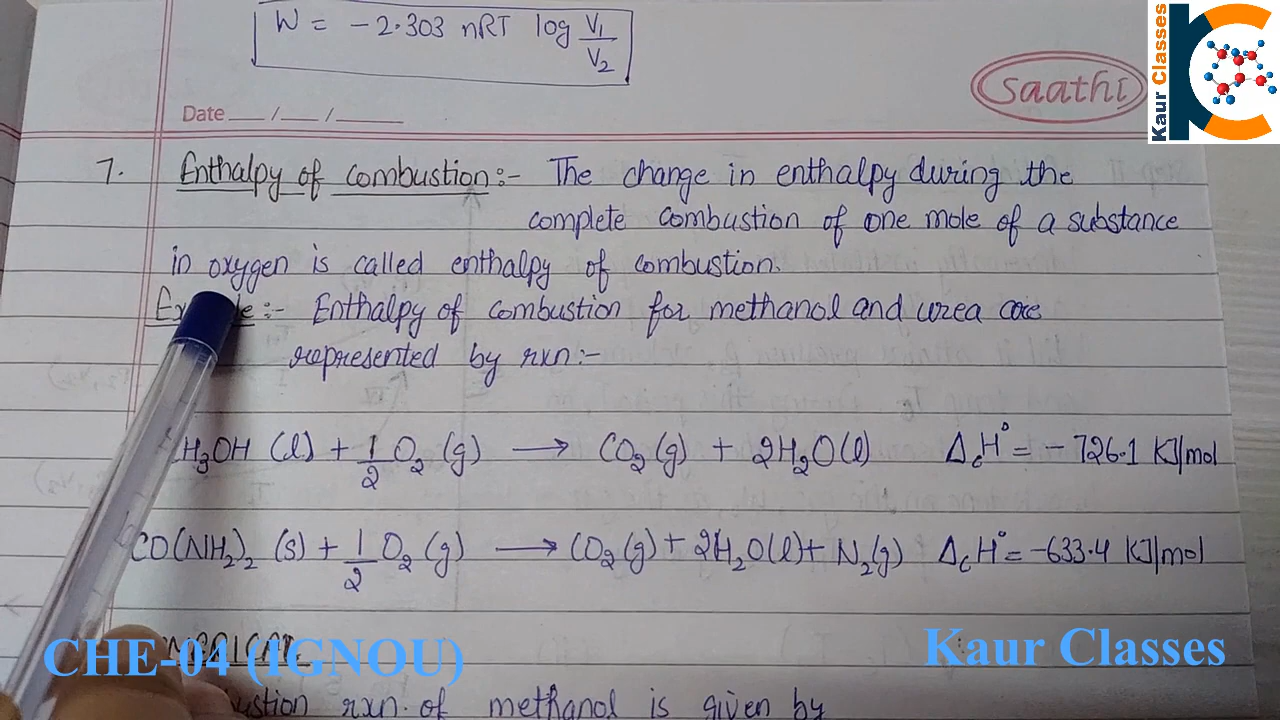 W = -2.303 nRT log V1/V2
Kaur Classes
Saathi
Date __ / __ / ____
7. Enthalpy of combustion:- The change in enthalpy during the
complete combustion of one mole of a substance
in oxygen is called enthalpy of combustion.
:- Enthalpy of combustion for methanol and urea are
represented by rxn:-
CH3OH (l) + 1/2 O2 (g) → CO2 (g) + 2H2O(l) ΔcH° = -726.1 KJ/mol
CO(NH2)2 (s) + 1/2 O2 (g) → CO2 (g) + 2H2O(l) + N2(g) ΔcH° = -633.4 KJ/mol
CHE-04 (IGNOU)
Kaur Classes
rxn. of methanol is given by